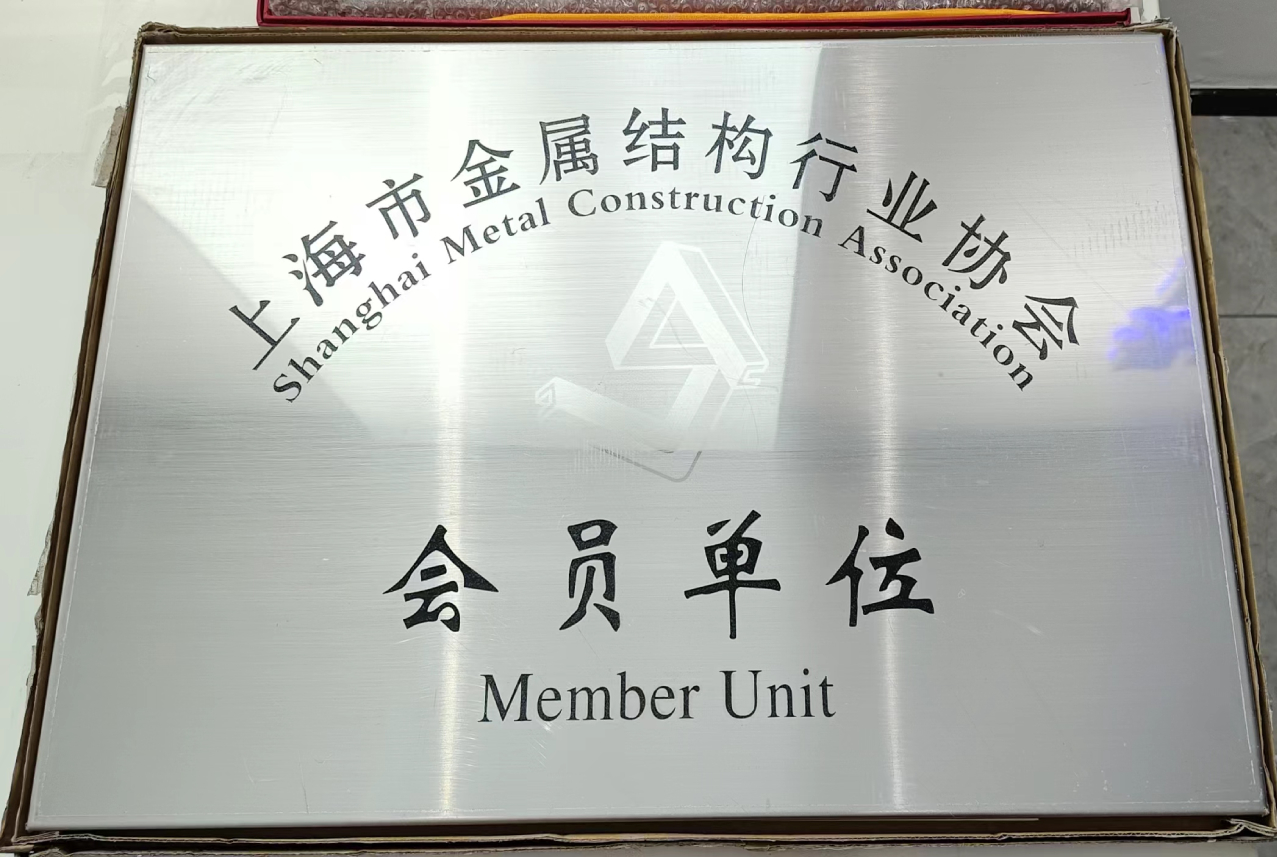 上海市金属结构行业协会
Shanghai Metal Construction Association
会员单位
Member Unit